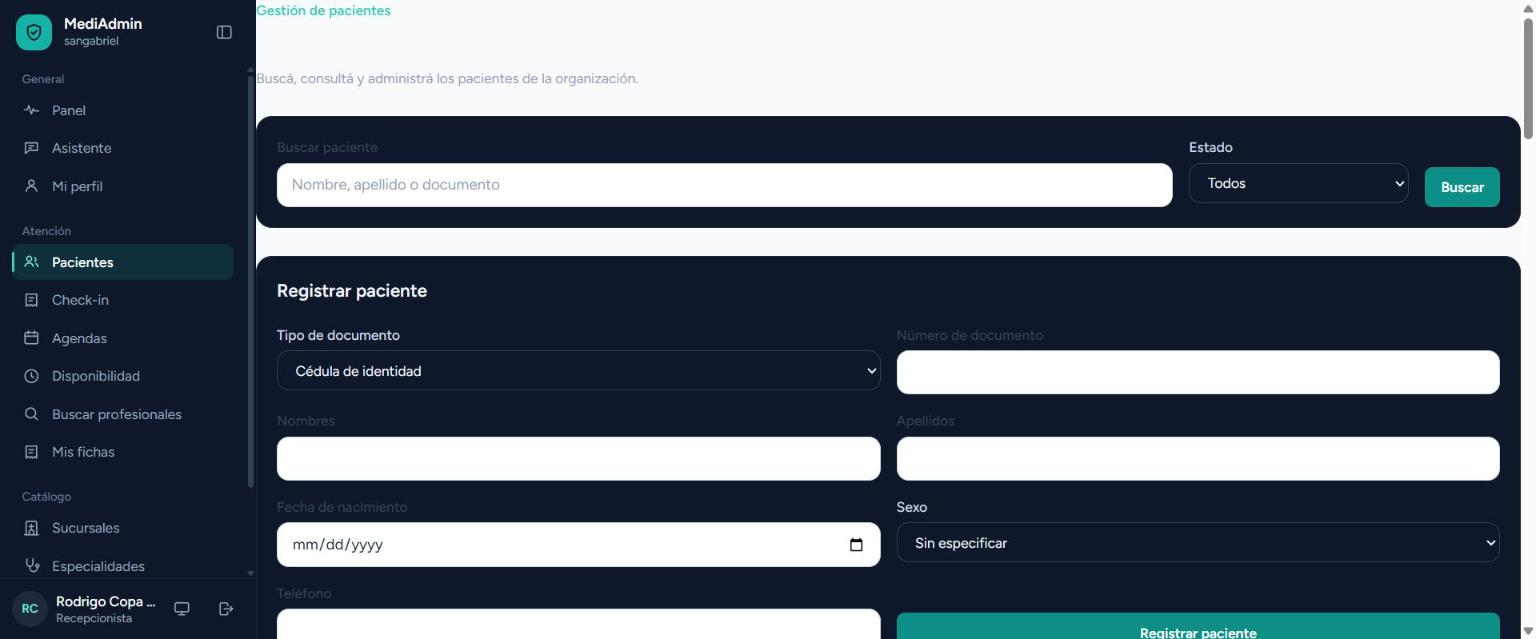 MediAdmin
sangabriel
General
Panel
Asistente
Mi perfil
Atención
Pacientes
Check-in
Agendas
Disponibilidad
Buscar profesionales
Mis fichas
Catálogo
Sucursales
Especialidades
RC
Rodrigo Copa ...
Recepcionista
Gestión de pacientes
Buscá, consultá y administrá los pacientes de la organización.
Buscar paciente
Estado
Nombre, apellido o documento
Todos
Buscar
Registrar paciente
Tipo de documento
Número de documento
Cédula de identidad
Nombres
Apellidos
Fecha de nacimiento
Sexo
mm/dd/yyyy
Sin especificar
Teléfono
Registrar paciente